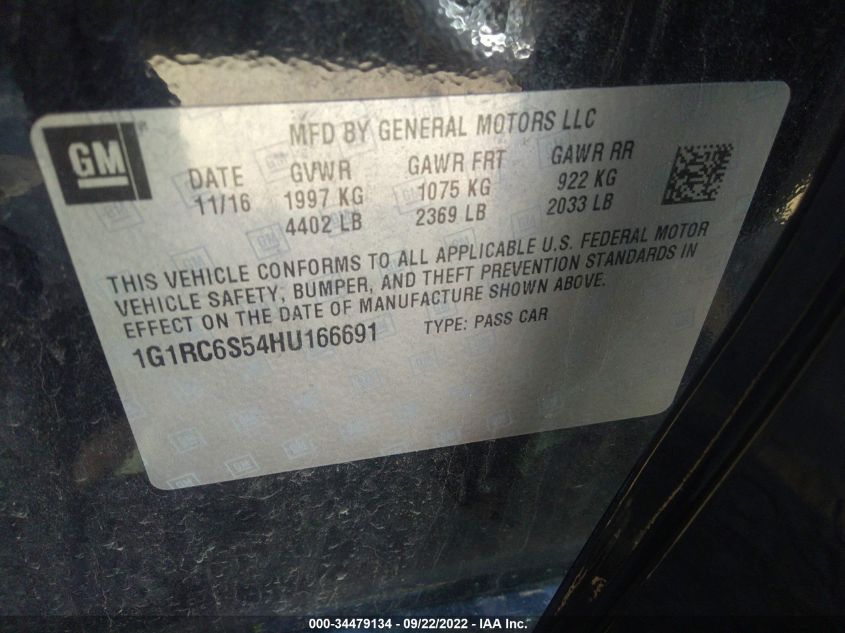 GM
MFD BY GENERAL MOTORS LLC
DATE GVWR GAWR FRT GAWR RR
11/16 1997 KG 1075 KG 922 KG
4402 LB 2369 LB 2033 LB
THIS VEHICLE CONFORMS TO ALL APPLICABLE U.S. FEDERAL MOTOR
VEHICLE SAFETY, BUMPER, AND THEFT PREVENTION STANDARDS IN
EFFECT ON THE DATE OF MANUFACTURE SHOWN ABOVE.
1G1RC6S54HU166691 TYPE: PASS CAR
000-34479134 - 09/22/2022 - IAA Inc.